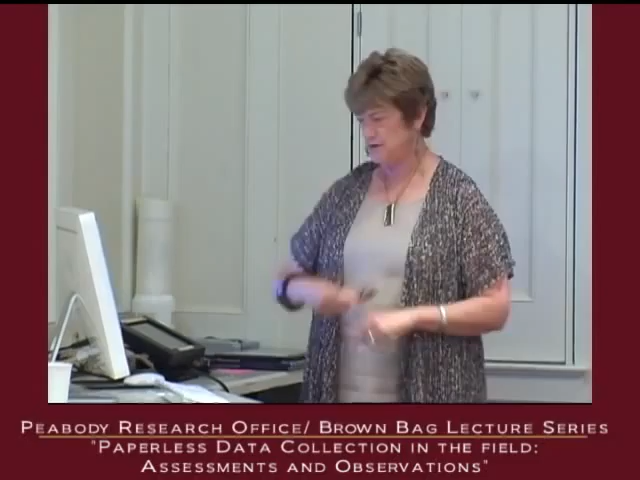 Peabody Research Office/ Brown Bag Lecture Series
"Paperless Data Collection in the field:
Assessments and Observations"